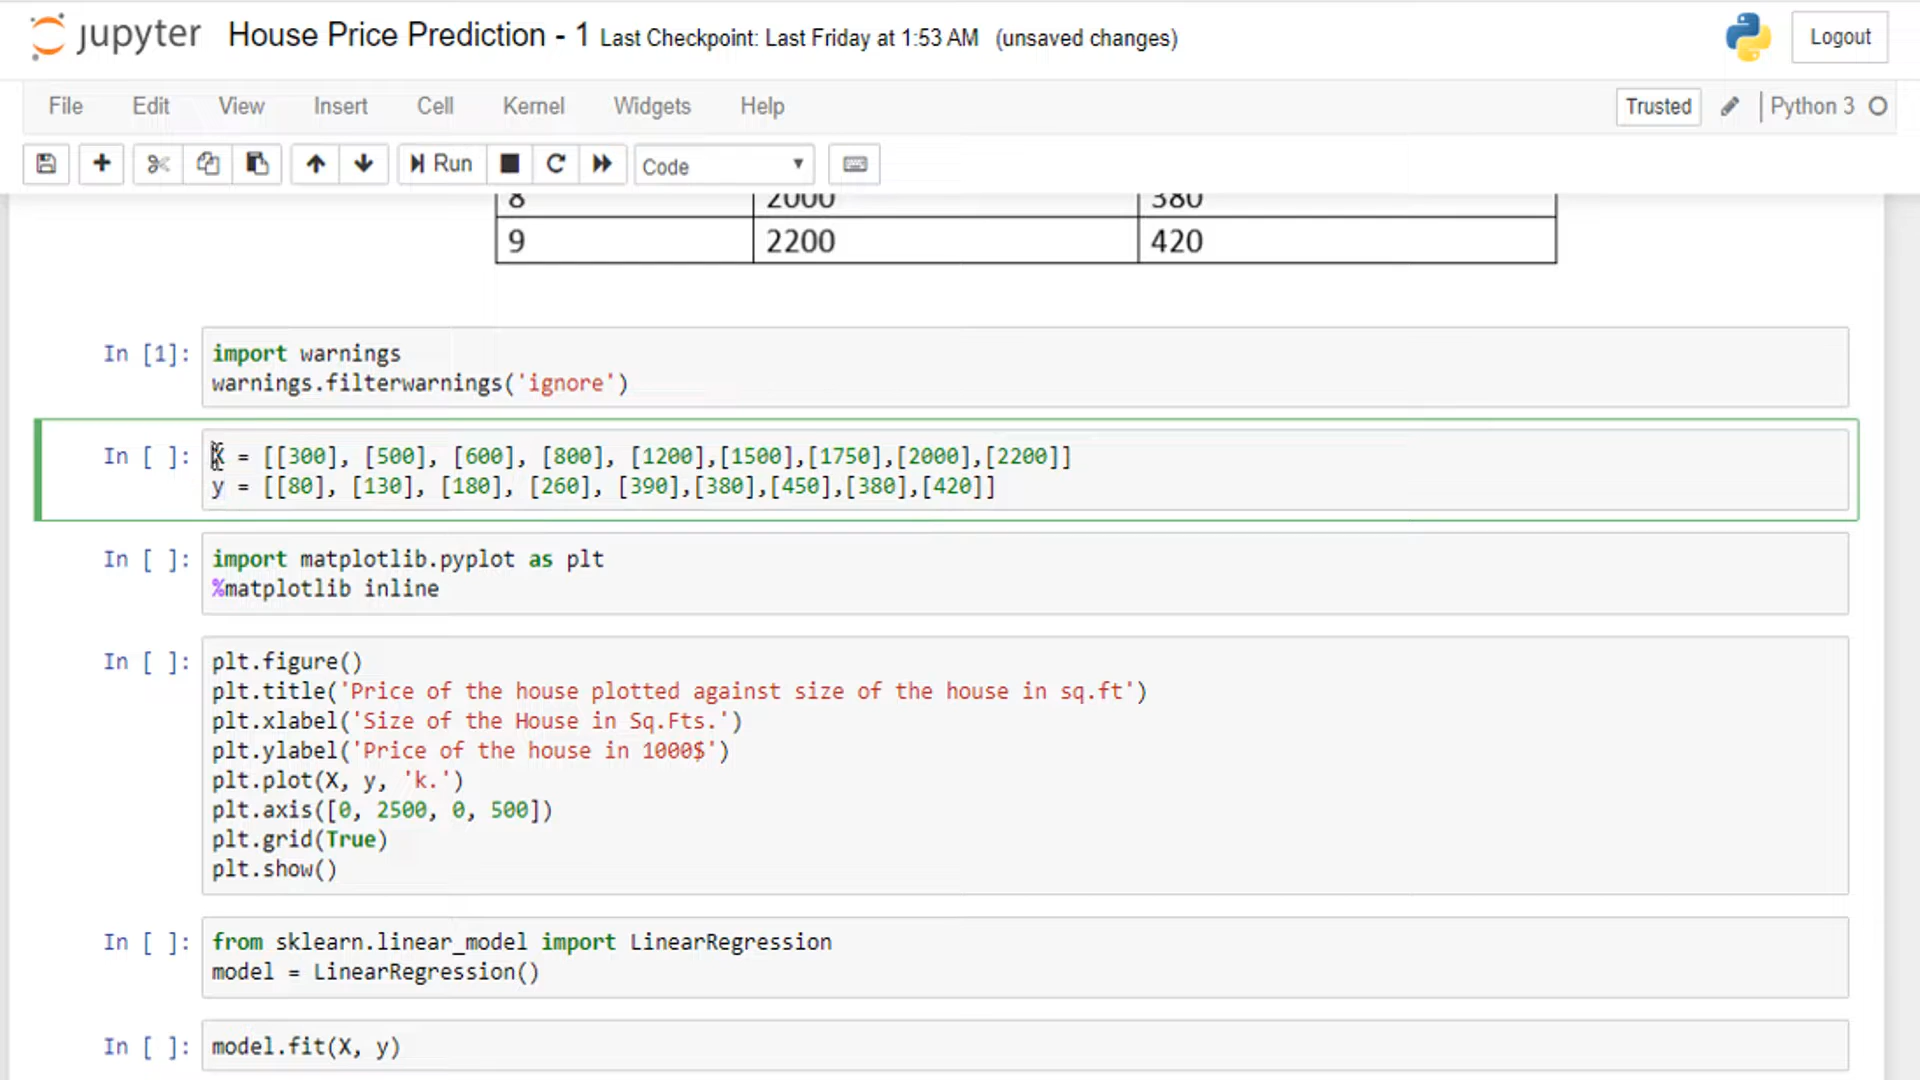 jupyter House Price Prediction - 1 Last Checkpoint: Last Friday at 1:53 AM (unsaved changes) Logout
File Edit View Insert Cell Kernel Widgets Help Trusted Python 3
Run Code
8 2000 380
9 2200 420
In [1]: import warnings
warnings.filterwarnings('ignore')
In [ ]: X = [[300], [500], [600], [800], [1200],[1500],[1750],[2000],[2200]]
y = [[80], [130], [180], [260], [390],[380],[450],[380],[420]]
In [ ]: import matplotlib.pyplot as plt
%matplotlib inline
In [ ]: plt.figure()
plt.title('Price of the house plotted against size of the house in sq.ft')
plt.xlabel('Size of the House in Sq.Fts.')
plt.ylabel('Price of the house in 1000$')
plt.plot(X, y, 'k.')
plt.axis([0, 2500, 0, 500])
plt.grid(True)
plt.show()
In [ ]: from sklearn.linear_model import LinearRegression
model = LinearRegression()
In [ ]: model.fit(X, y)